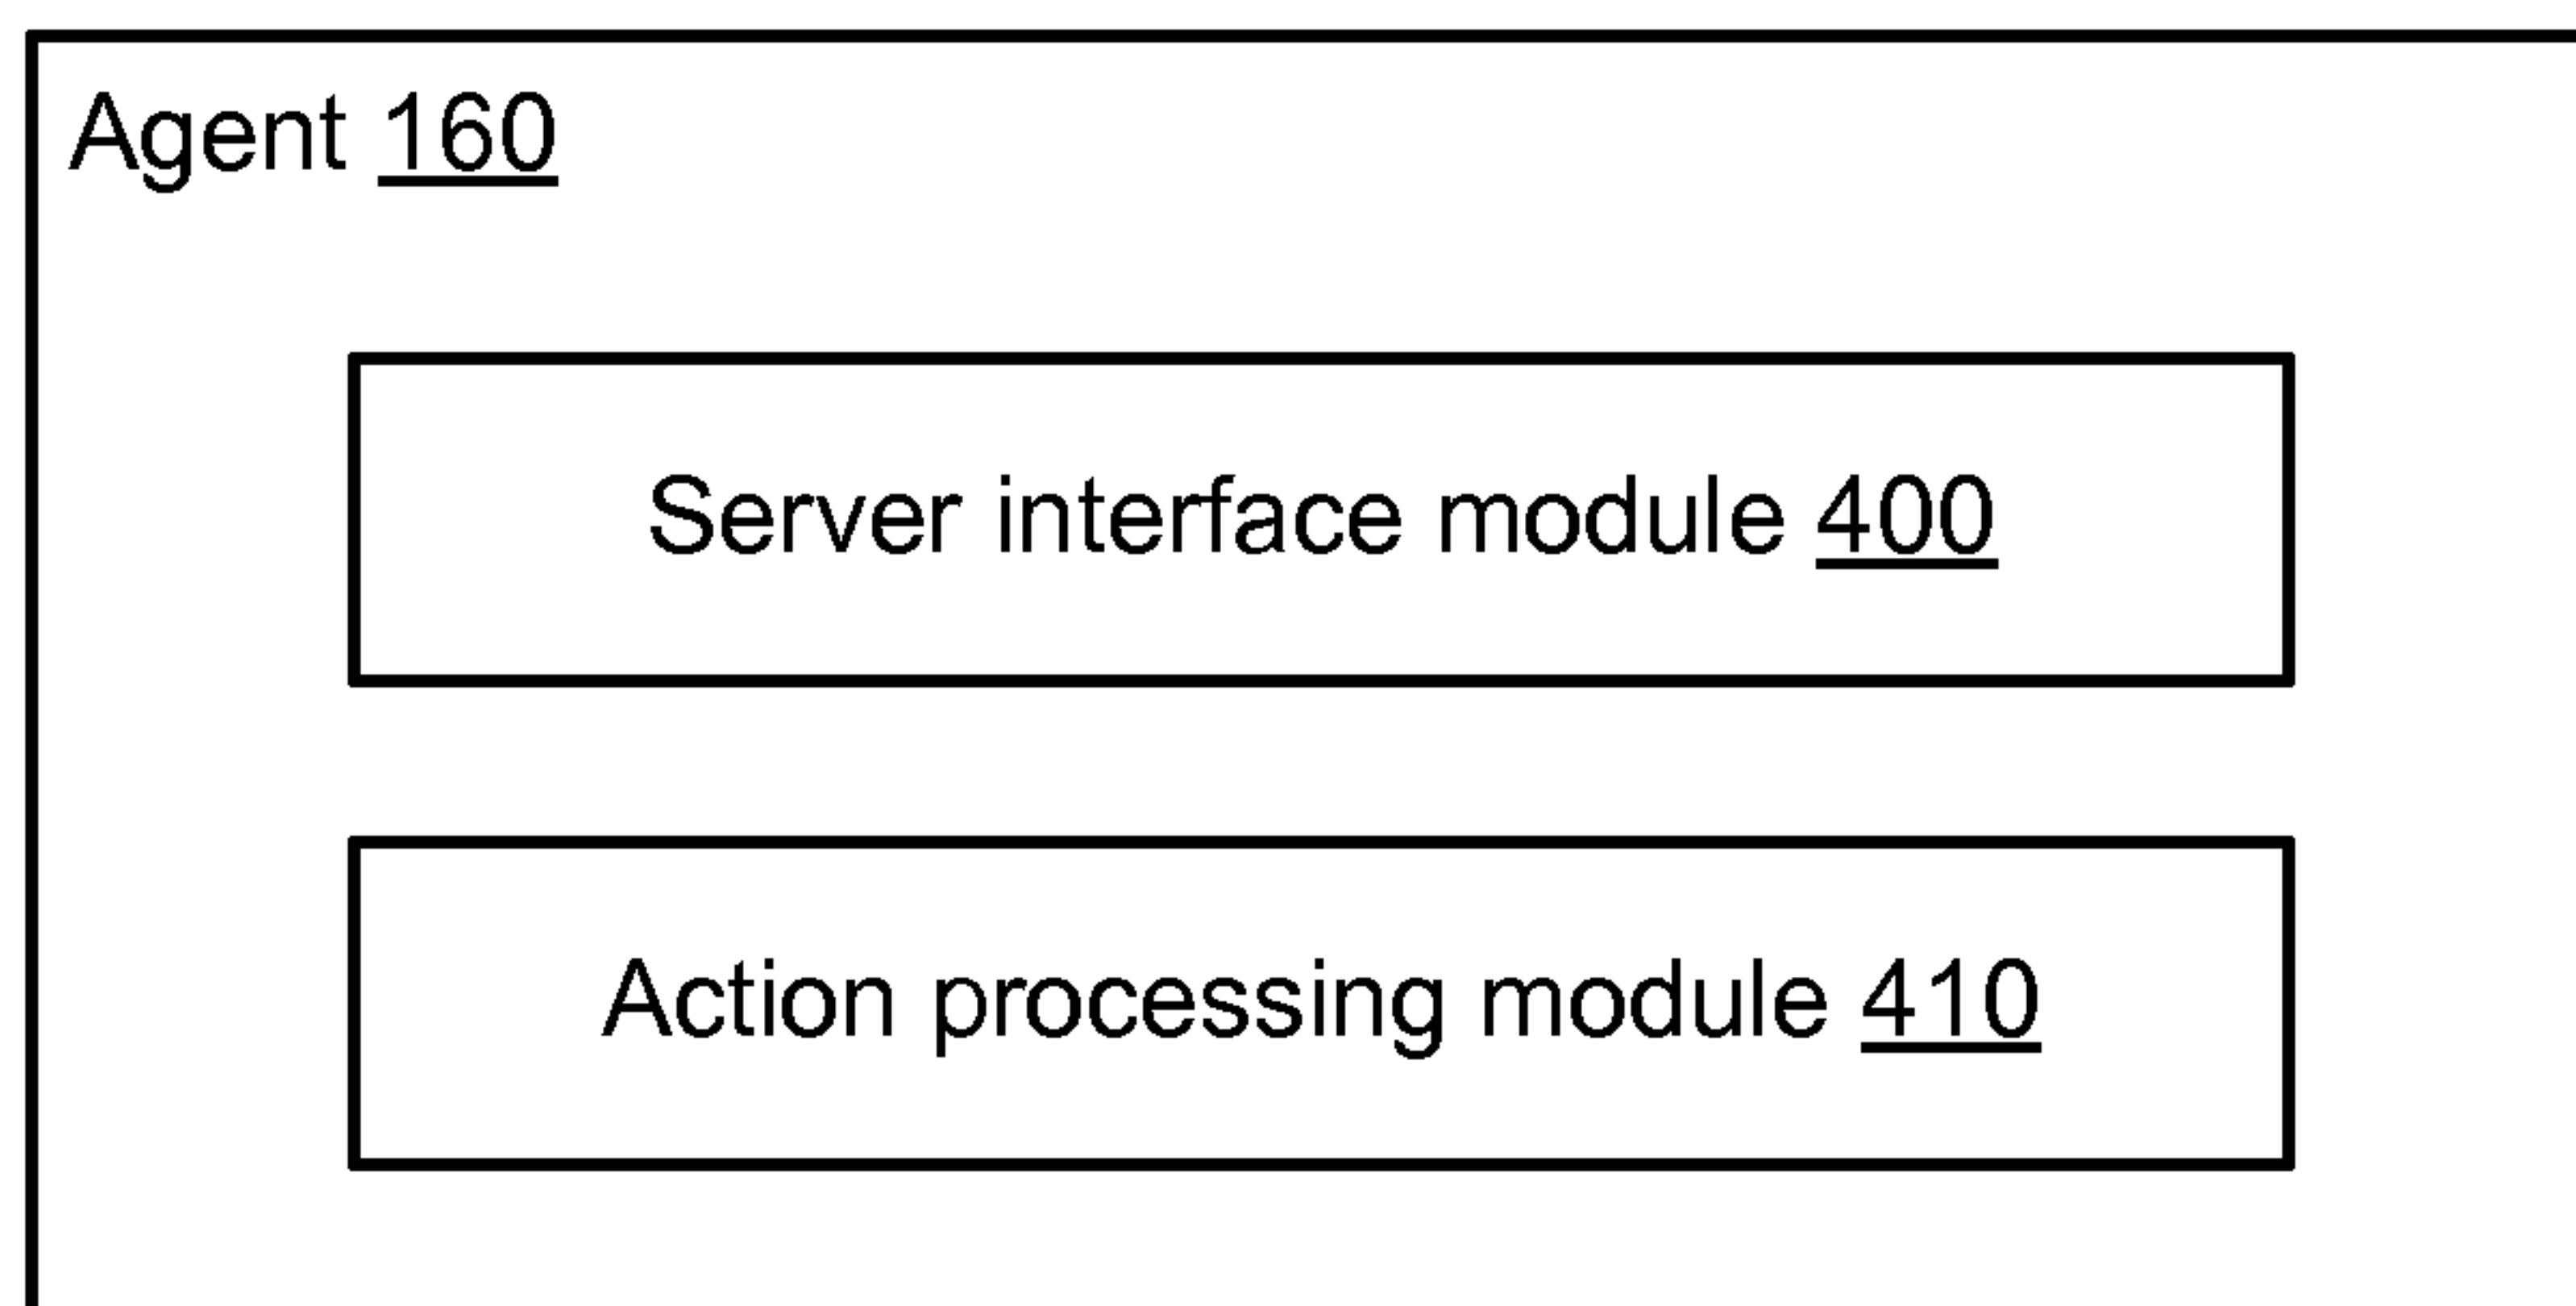 Agent 160
Server interface module 400
Action processing module 410